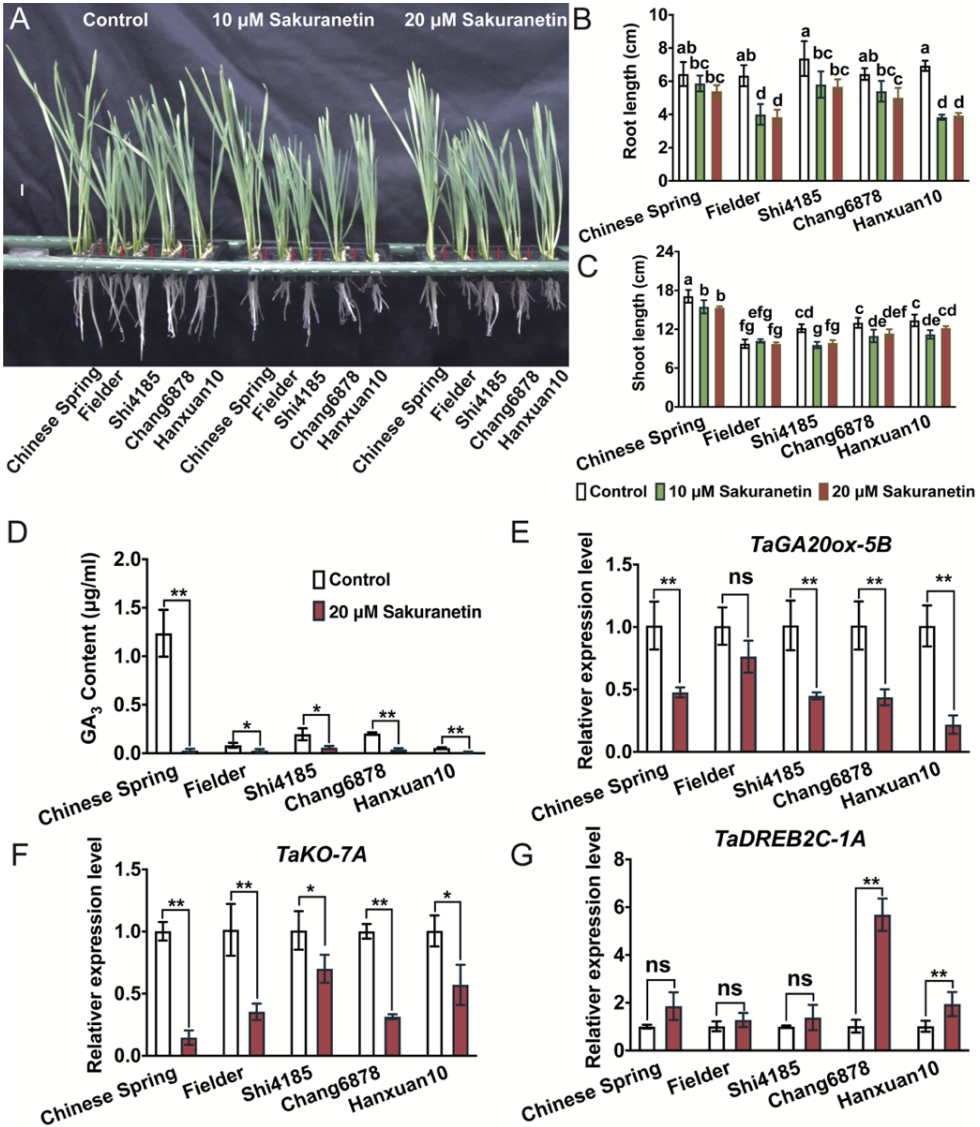 A
Control
10 μM Sakuranetin
20 μM Sakuranetin
Chinese Spring
Fielder
Shi4185
Chang6878
Hanxuan10
Chinese Spring
Fielder
Shi4185
Chang6878
Hanxuan10
Chinese Spring
Fielder
Shi4185
Chang6878
Hanxuan10
B
Root length (cm)
10
8
6
4
2
0
ab bc bc
ab d d
a bc bc
ab bc c
a d d
Chinese Spring
Fielder
Shi4185
Chang6878
Hanxuan10
C
Shoot length (cm)
24
18
12
6
0
a b b
fg efg fg
cd g fg
c de def
c de cd
Chinese Spring
Fielder
Shi4185
Chang6878
Hanxuan10
Control 10 μM Sakuranetin 20 μM Sakuranetin
D
GA3 Content (μg/ml)
2.0
1.5
1.0
0.5
0.0
** * * ** **
Control
20 μM Sakuranetin
Chinese Spring
Fielder
Shi4185
Chang6878
Hanxuan10
E
TaGA20ox-5B
Relativer expression level
1.5
1.0
0.5
0.0
** ns ** ** **
Chinese Spring
Fielder
Shi4185
Chang6878
Hanxuan10
F
TaKO-7A
Relativer expression level
1.5
1.0
0.5
0.0
** ** * ** *
Chinese Spring
Fielder
Shi4185
Chang6878
Hanxuan10
G
TaDREB2C-1A
Relativer expression level
8
6
4
2
0
ns ns ns ** **
Chinese Spring
Fielder
Shi4185
Chang6878
Hanxuan10